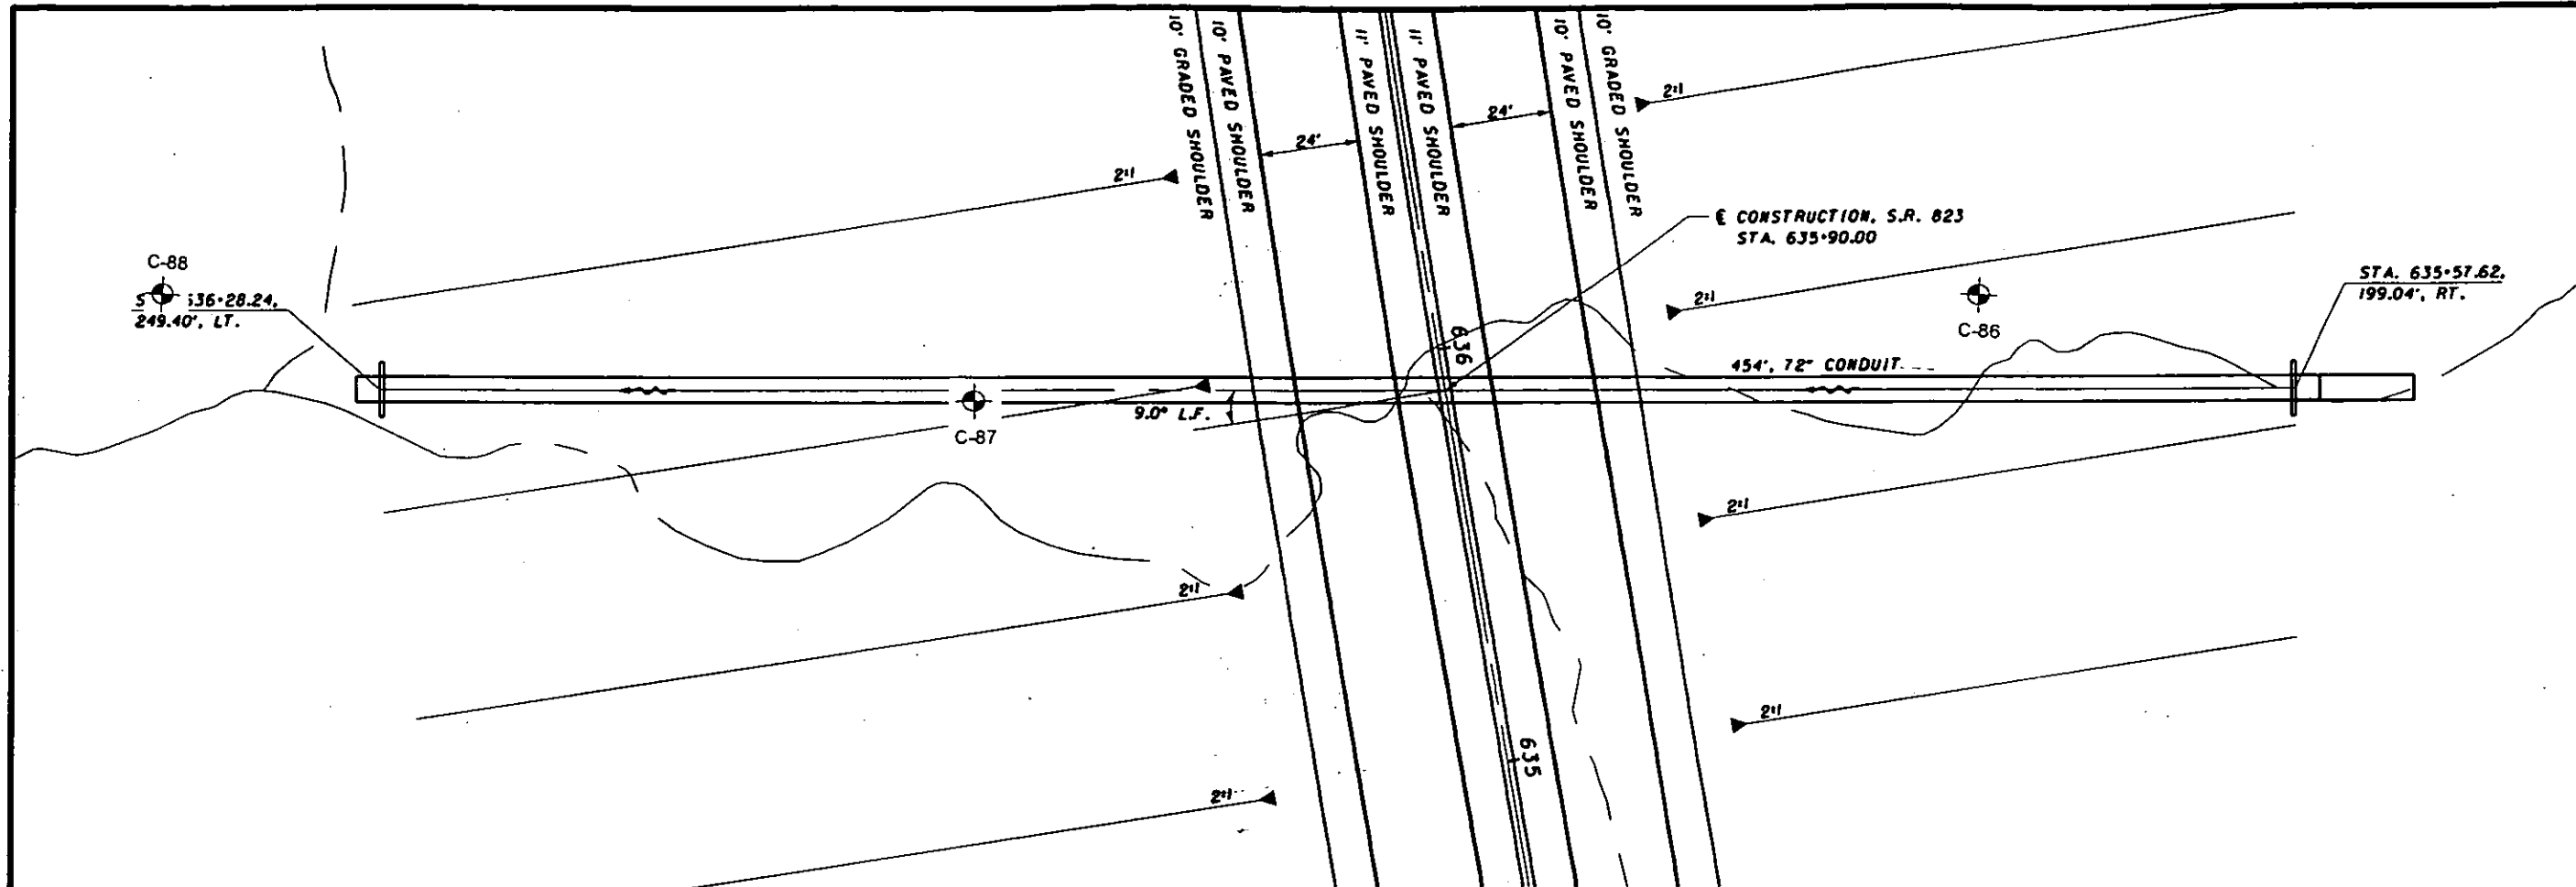 10' GRADED SHOULDER
10' PAVED SHOULDER
11' PAVED SHOULDER
11' PAVED SHOULDER
10' PAVED SHOULDER
10' GRADED SHOULDER
24'
24'
2:1
2:1
℄ CONSTRUCTION, S.R. 823
STA. 635+90.00
C-88
S 636+28.24,
249.40', LT.
2:1
C-86
STA. 635+57.62,
199.04', RT.
636
454', 72" CONDUIT
9.0° L.F.
C-87
2:1
2:1
2:1
635
2:1